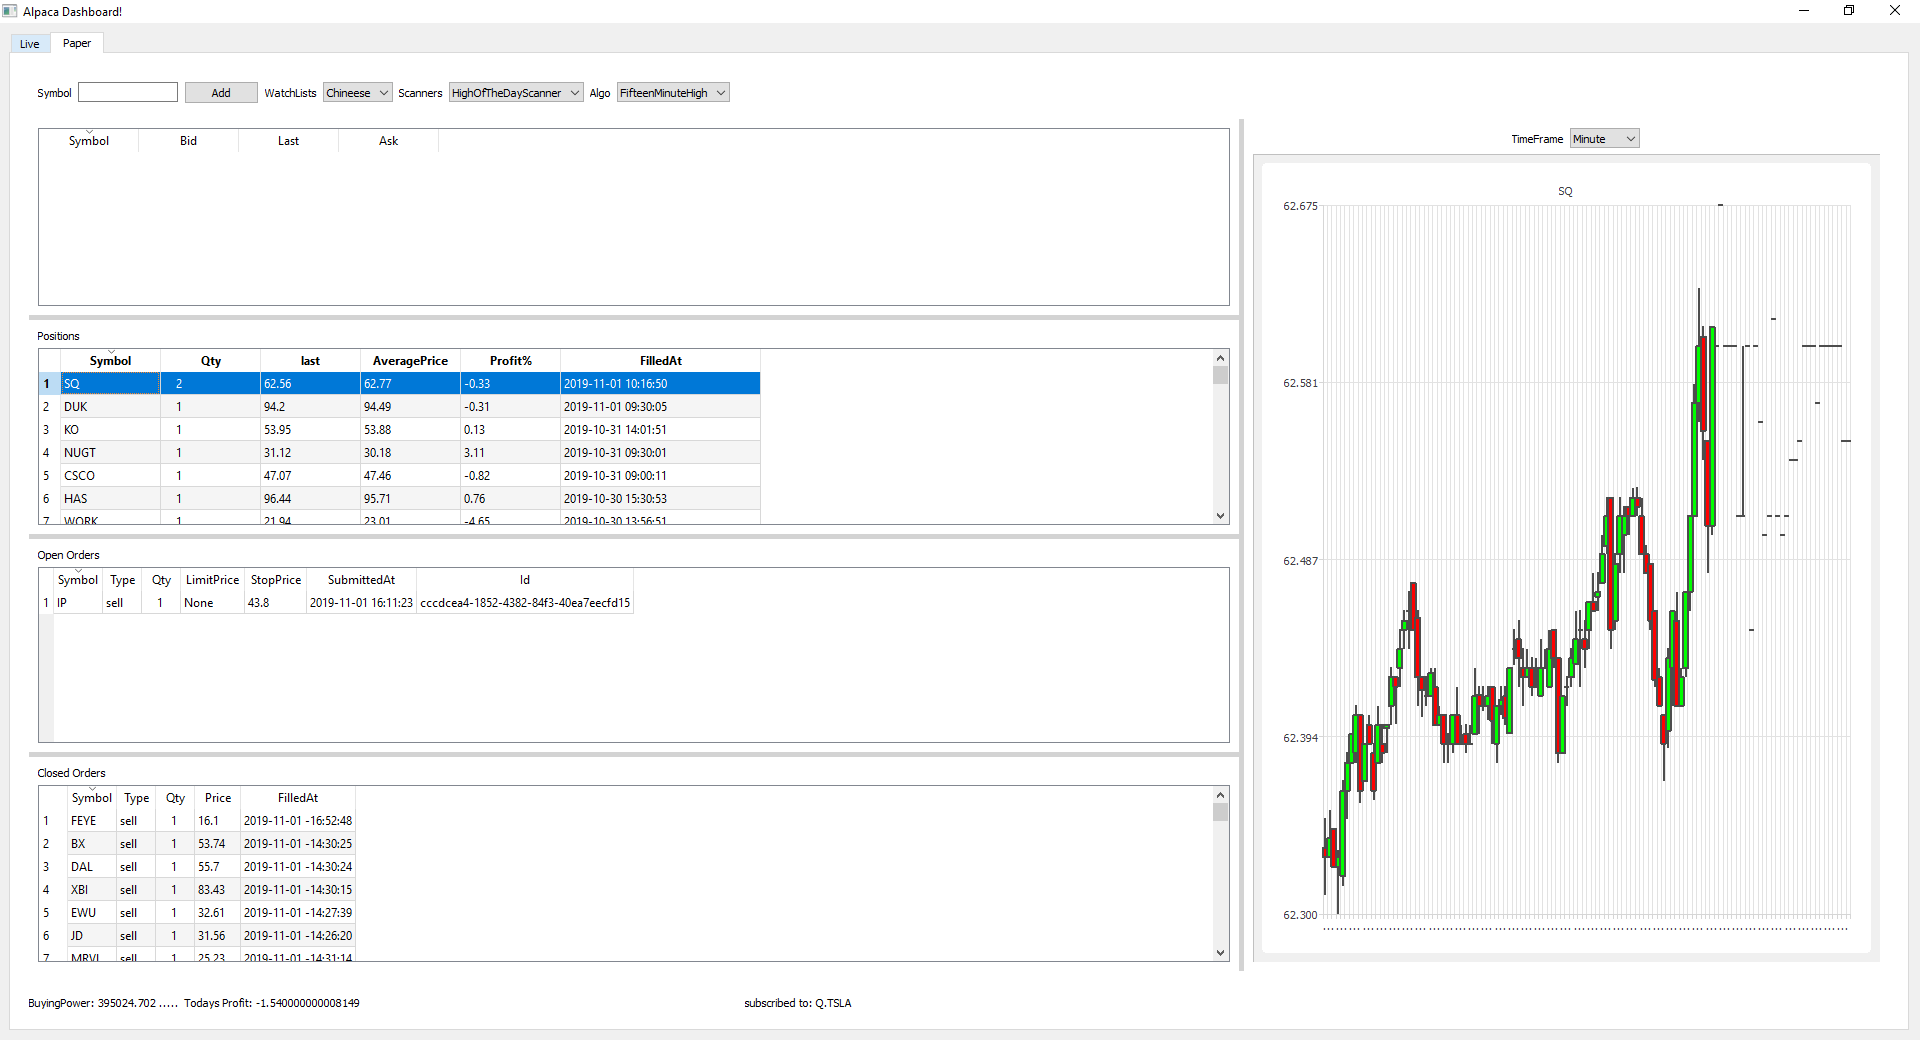 Alpaca Dashboard!
Live Paper
Symbol Add WatchLists Chineese Scanners HighOfTheDayScanner Algo FifteenMinuteHigh
Symbol Bid Last Ask
TimeFrame Minute
SQ
62.675
62.581
62.487
62.394
62.300
Positions
Symbol Qty last AveragePrice Profit% FilledAt
1 SQ 2 62.56 62.77 -0.33 2019-11-01 10:16:50
2 DUK 1 94.2 94.49 -0.31 2019-11-01 09:30:05
3 KO 1 53.95 53.88 0.13 2019-10-31 14:01:51
4 NUGT 1 31.12 30.18 3.11 2019-10-31 09:30:01
5 CSCO 1 47.07 47.46 -0.82 2019-10-31 09:00:11
6 HAS 1 96.44 95.71 0.76 2019-10-30 15:30:53
7 WORK 1 21.94 23.01 -4.65 2019-10-30 13:56:51
Open Orders
Symbol Type Qty LimitPrice StopPrice SubmittedAt Id
1 IP sell 1 None 43.8 2019-11-01 16:11:23 cccdcea4-1852-4382-84f3-40ea7eecfd15
Closed Orders
Symbol Type Qty Price FilledAt
1 FEYE sell 1 16.1 2019-11-01 -16:52:48
2 BX sell 1 53.74 2019-11-01 -14:30:25
3 DAL sell 1 55.7 2019-11-01 -14:30:24
4 XBI sell 1 83.43 2019-11-01 -14:30:15
5 EWU sell 1 32.61 2019-11-01 -14:27:39
6 JD sell 1 31.56 2019-11-01 -14:26:20
7 MRVL sell 1 25.23 2019-11-01 -14:31:14
BuyingPower: 395024.702 ..... Todays Profit: -1.540000000008149
subscribed to: Q.TSLA